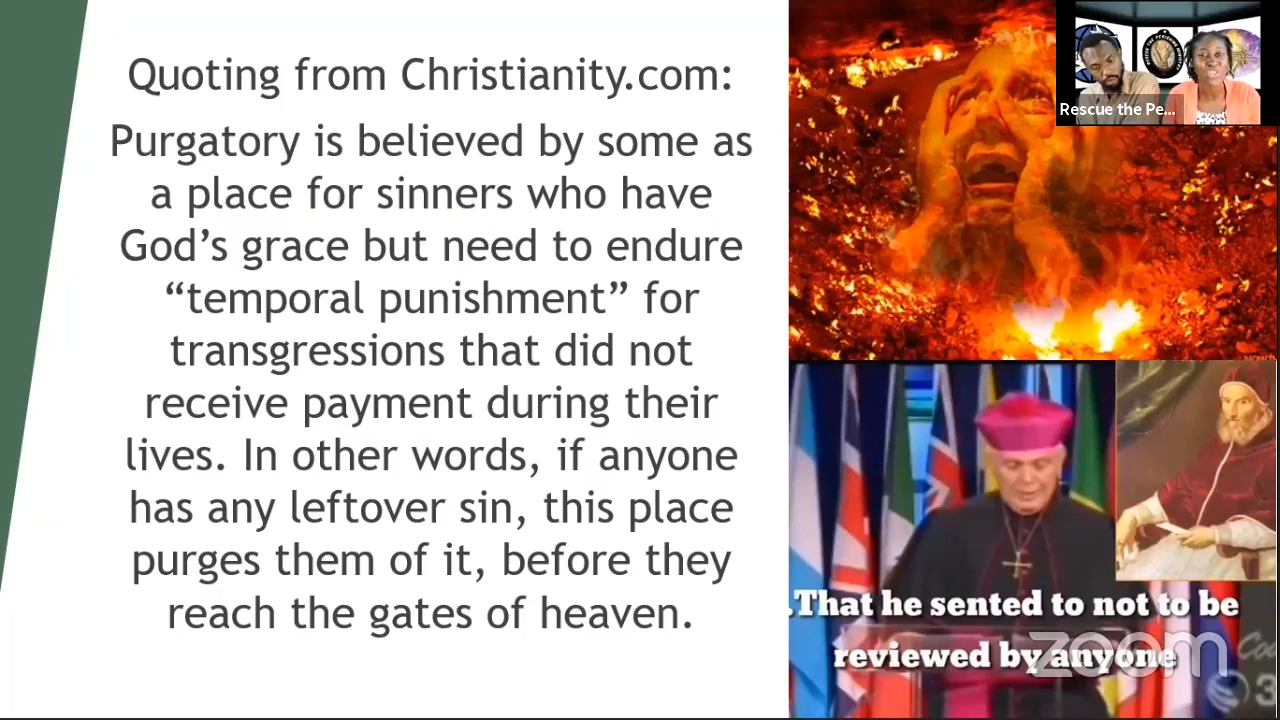 Quoting from Christianity.com:
Purgatory is believed by some as
a place for sinners who have
God’s grace but need to endure
“temporal punishment” for
transgressions that did not
receive payment during their
lives. In other words, if anyone
has any leftover sin, this place
purges them of it, before they
reach the gates of heaven.
Rescue the Pe...
.That he sented to not to be
reviewed by anyone
zoom